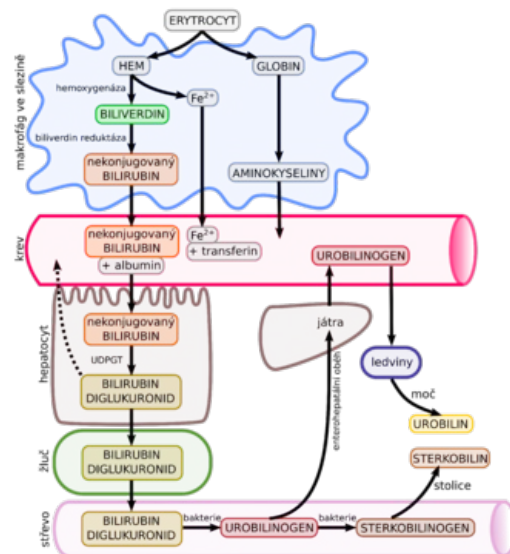 ERYTROCYT
HEM
GLOBIN
hemoxygenáza
Fe²⁺
BILIVERDIN
biliverdin reduktáza
makrofág ve slezině
nekonjugovaný
BILIRUBIN
AMINOKYSELINY
krev
nekonjugovaný
BILIRUBIN
+ albumin
Fe²⁺
+ transferin
UROBILINOGEN
hepatocyt
nekonjugovaný
BILIRUBIN
UDPGT
BILIRUBIN
DIGLUKURONID
játra
enterohepatální oběh
ledviny
moč
UROBILIN
žluč
BILIRUBIN
DIGLUKURONID
STERKOBILIN
stolice
střevo
BILIRUBIN
DIGLUKURONID
bakterie
UROBILINOGEN
bakterie
STERKOBILINOGEN